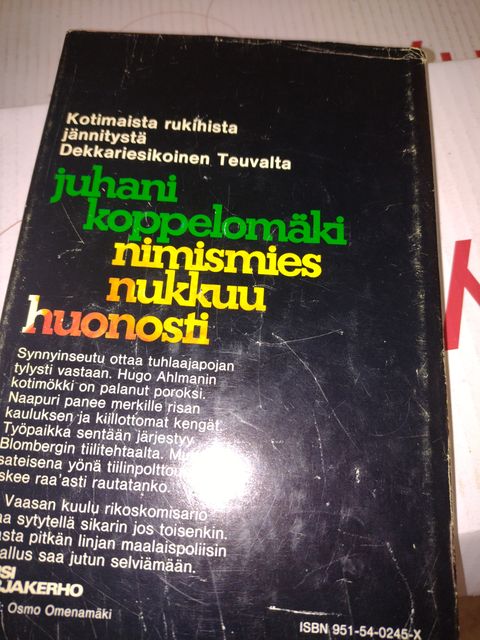 Kotimaista rukihista
jännitystä
Dekkariesikoinen Teuvalta
juhani
koppelomäki
nimismies
nukkuu
huonosti
Synnyinseutu ottaa tuhlaajapojan
tylysti vastaan. Hugo Ahlmanin
kotimökki on palanut poroksi.
Naapuri panee merkille risan
kauluksen ja kiillottomat kengät.
Työpaikka sentään järjestyy
Blombergin tiilitehtaalta.
sateisena yönä
raa'asti rautatanko.
Vaasan kuulu rikoskomisario
sytytellä sikarin jos toisenkin.
pitkän linjan maalaispoliisin
saa jutun selviämään.
Osmo Omenamäki
ISBN 951-54-0245-X